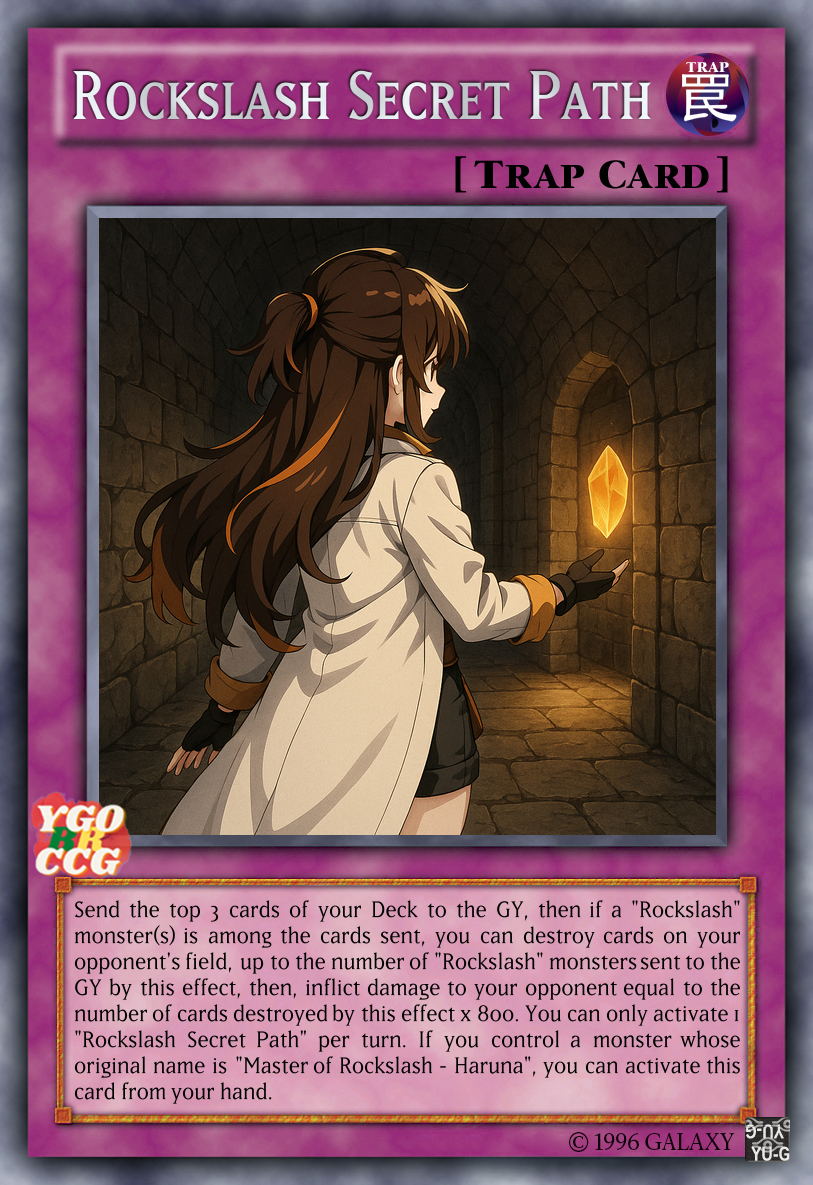 Rockslash Secret Path
TRAP
罠
[ Trap Card ]
YGO
RR
CCG
Send the top 3 cards of your Deck to the GY, then if a "Rockslash"
monster(s) is among the cards sent, you can destroy cards on your
opponent's field, up to the number of "Rockslash" monsters sent to the
GY by this effect, then, inflict damage to your opponent equal to the
number of cards destroyed by this effect x 800. You can only activate 1
"Rockslash Secret Path" per turn. If you control a monster whose
original name is "Master of Rockslash - Haruna", you can activate this
card from your hand.
© 1996 GALAXY
YU-G